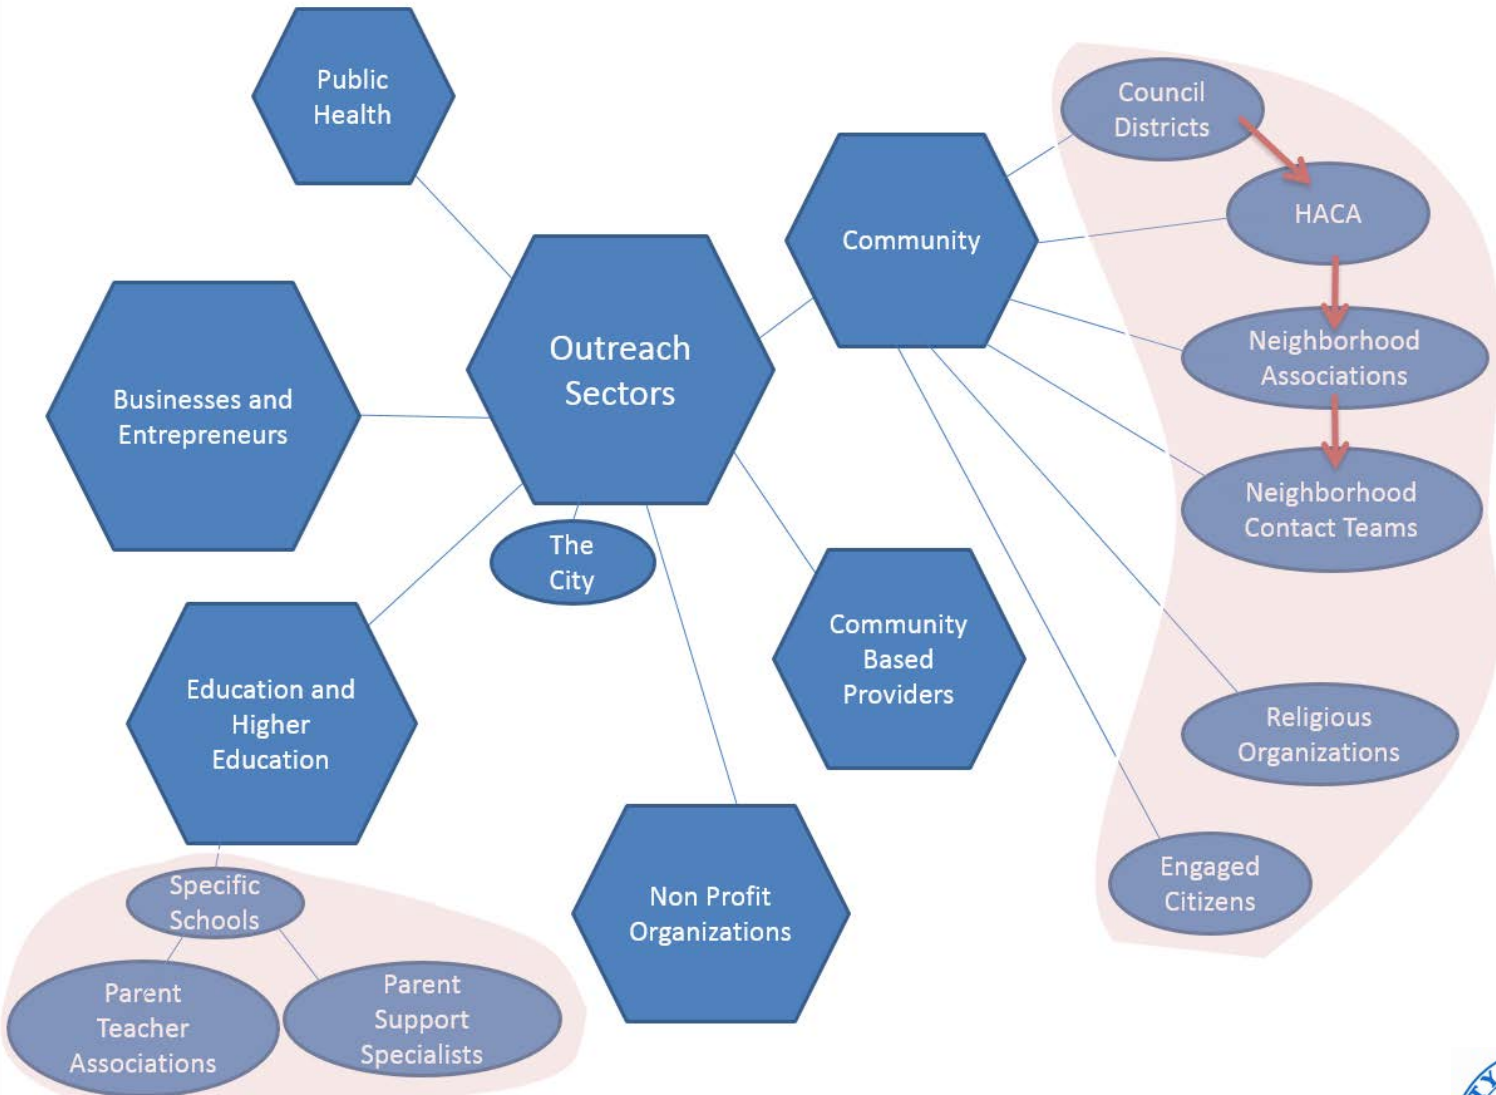 Public
Health
Council
Districts
Community
HACA
Outreach
Sectors
Neighborhood
Associations
Businesses and
Entrepreneurs
Neighborhood
Contact Teams
The
City
Community
Based
Providers
Education and
Higher
Education
Religious
Organizations
Engaged
Citizens
Specific
Schools
Non Profit
Organizations
Parent
Teacher
Associations
Parent
Support
Specialists